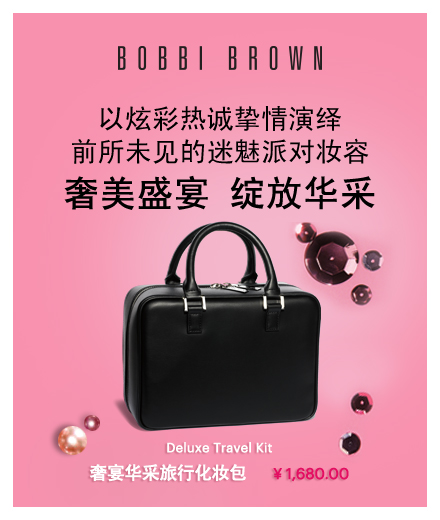 BOBBI BROWN
以炫彩热诚挚情演绎
前所未见的迷魅派对妆容
奢美盛宴 绽放华采
Deluxe Travel Kit
奢宴华采旅行化妆包 ¥1,680.00